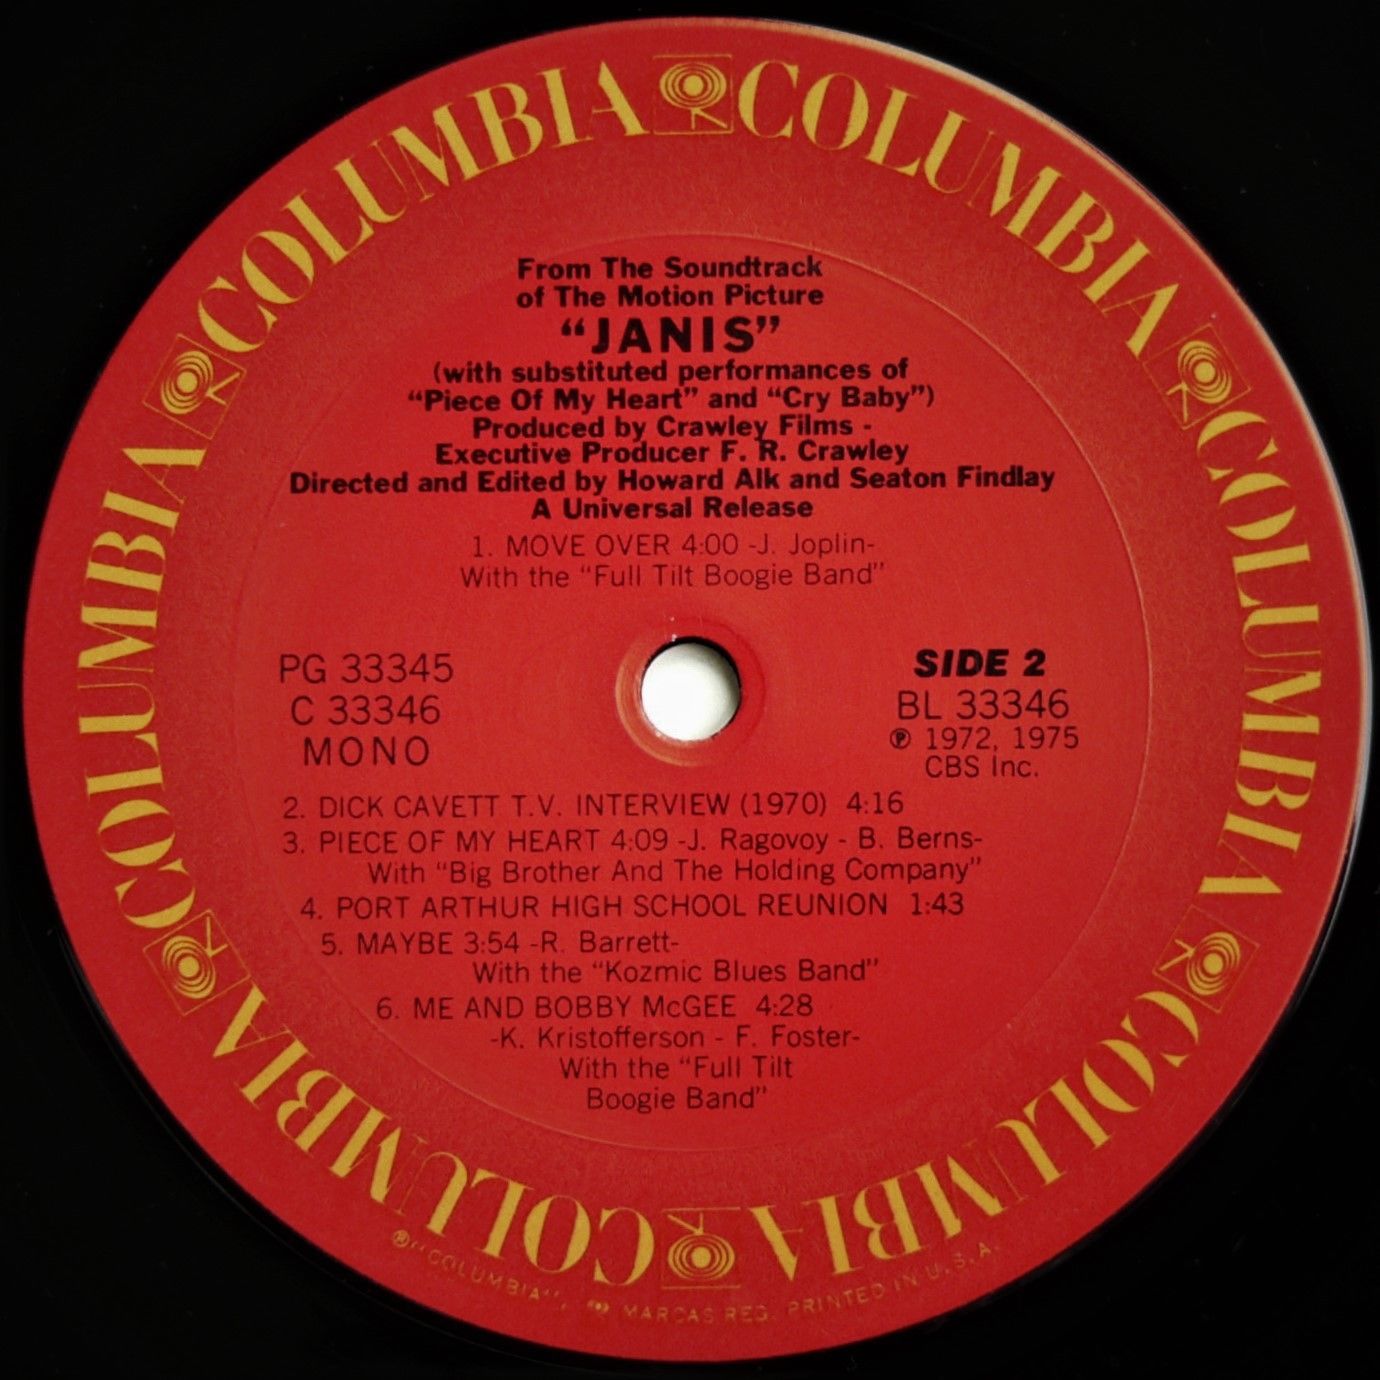 COLUMBIA COLUMBIA COLUMBIA COLUMBIA COLUMBIA COLUMBIA
From The Soundtrack
of The Motion Picture
“JANIS”
(with substituted performances of
“Piece Of My Heart” and “Cry Baby”)
Produced by Crawley Films -
Executive Producer F. R. Crawley
Directed and Edited by Howard Alk and Seaton Findlay
A Universal Release
1. MOVE OVER 4:00 -J. Joplin-
With the “Full Tilt Boogie Band”
PG 33345
C 33346
MONO
SIDE 2
BL 33346
℗ 1972, 1975
CBS Inc.
2. DICK CAVETT T.V. INTERVIEW (1970) 4:16
3. PIECE OF MY HEART 4:09 -J. Ragovoy - B. Berns-
With “Big Brother And The Holding Company”
4. PORT ARTHUR HIGH SCHOOL REUNION 1:43
5. MAYBE 3:54 -R. Barrett-
With the “Kozmic Blues Band”
6. ME AND BOBBY McGEE 4:28
-K. Kristofferson - F. Foster-
With the “Full Tilt
Boogie Band”
®“COLUMBIA”, MARCAS REG. PRINTED IN U.S.A.